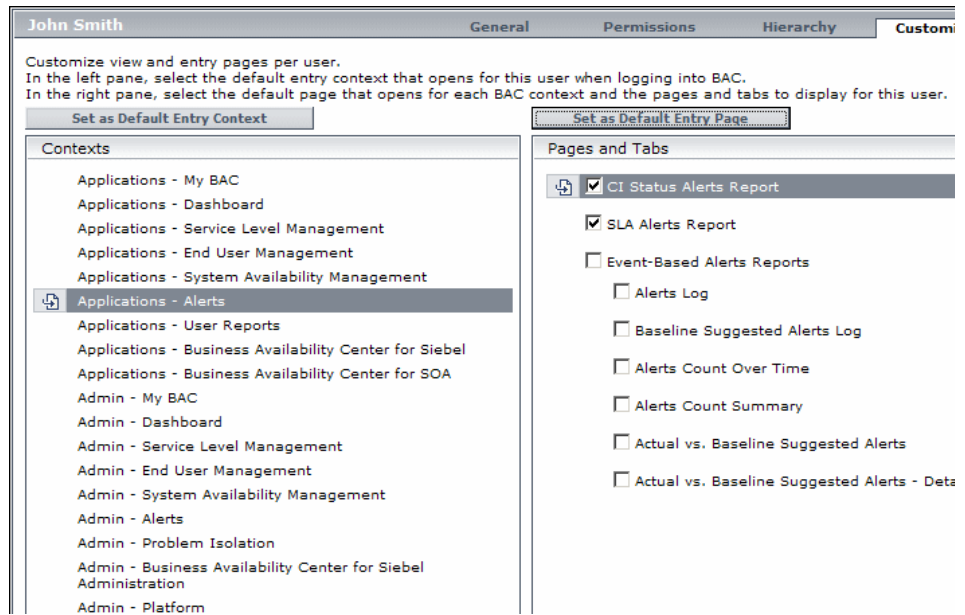 John Smith
General
Permissions
Hierarchy
Customi
Customize view and entry pages per user.
In the left pane, select the default entry context that opens for this user when logging into BAC.
In the right pane, select the default page that opens for each BAC context and the pages and tabs to display for this user.
Set as Default Entry Context
Set as Default Entry Page
Contexts
Applications - My BAC
Applications - Dashboard
Applications - Service Level Management
Applications - End User Management
Applications - System Availability Management
Applications - Alerts
Applications - User Reports
Applications - Business Availability Center for Siebel
Applications - Business Availability Center for SOA
Admin - My BAC
Admin - Dashboard
Admin - Service Level Management
Admin - End User Management
Admin - System Availability Management
Admin - Alerts
Admin - Problem Isolation
Admin - Business Availability Center for Siebel
Administration
Admin - Platform
Pages and Tabs
CI Status Alerts Report
SLA Alerts Report
Event-Based Alerts Reports
Alerts Log
Baseline Suggested Alerts Log
Alerts Count Over Time
Alerts Count Summary
Actual vs. Baseline Suggested Alerts
Actual vs. Baseline Suggested Alerts - Deta